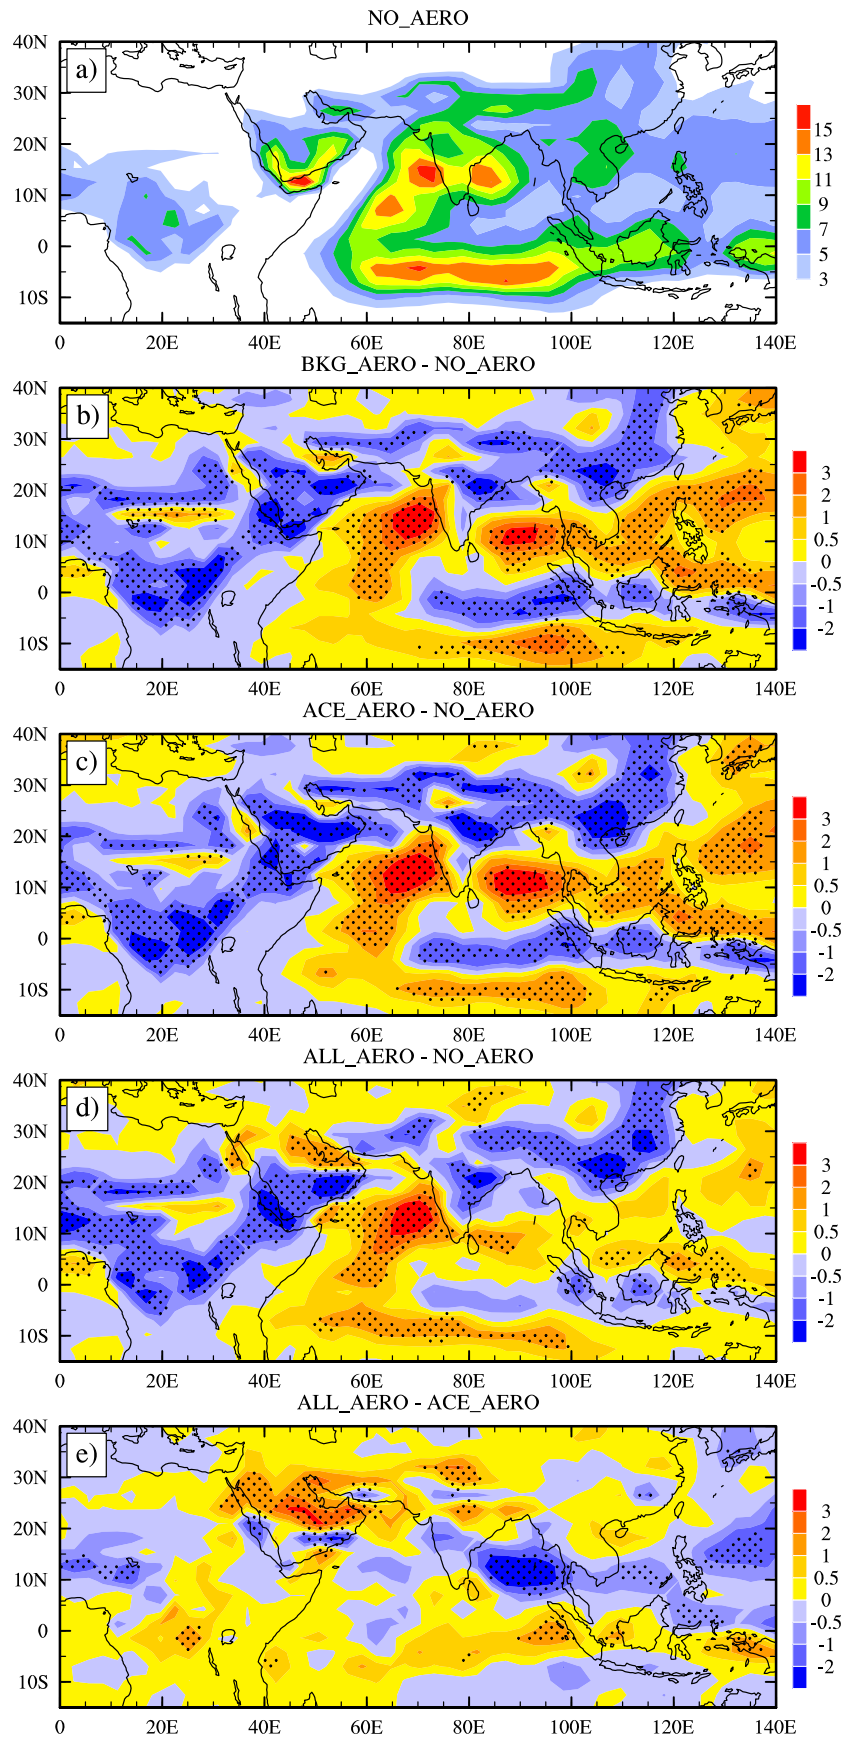 NO_AERO
a)
40N
30N
20N
10N
0
10S
0 20E 40E 60E 80E 100E 120E 140E
15
13
11
9
7
5
3
BKG_AERO - NO_AERO
b)
40N
30N
20N
10N
0
10S
0 20E 40E 60E 80E 100E 120E 140E
3
2
1
0.5
0
-0.5
-1
-2
ACE_AERO - NO_AERO
c)
40N
30N
20N
10N
0
10S
0 20E 40E 60E 80E 100E 120E 140E
3
2
1
0.5
0
-0.5
-1
-2
ALL_AERO - NO_AERO
d)
40N
30N
20N
10N
0
10S
0 20E 40E 60E 80E 100E 120E 140E
3
2
1
0.5
0
-0.5
-1
-2
ALL_AERO - ACE_AERO
e)
40N
30N
20N
10N
0
10S
0 20E 40E 60E 80E 100E 120E 140E
3
2
1
0.5
0
-0.5
-1
-2